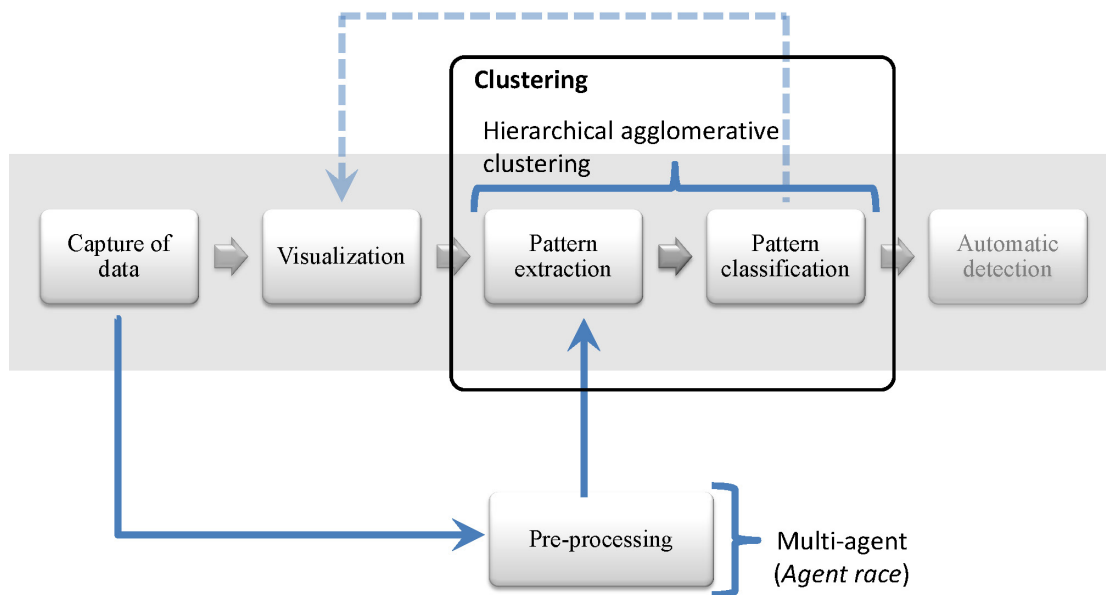 Clustering
Hierarchical agglomerative
clustering
Capture of
data
Visualization
Pattern
extraction
Pattern
classification
Automatic
detection
Pre-processing
Multi-agent
(Agent race)